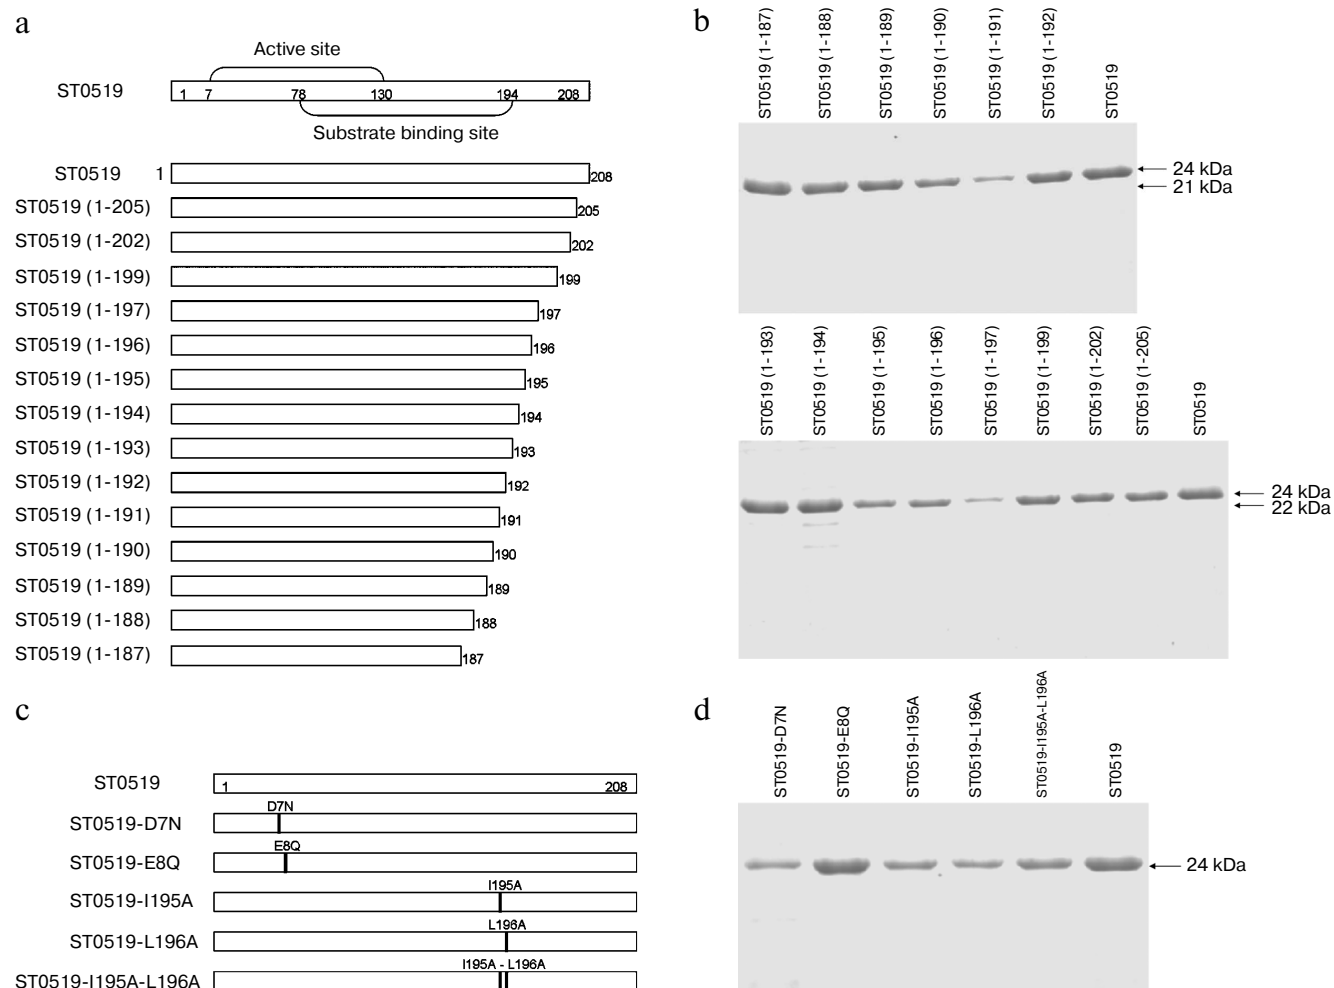 a
Active site
ST0519
1 7 78 130 194 208
Substrate binding site
ST0519 1 208
ST0519 (1-205) 205
ST0519 (1-202) 202
ST0519 (1-199) 199
ST0519 (1-197) 197
ST0519 (1-196) 196
ST0519 (1-195) 195
ST0519 (1-194) 194
ST0519 (1-193) 193
ST0519 (1-192) 192
ST0519 (1-191) 191
ST0519 (1-190) 190
ST0519 (1-189) 189
ST0519 (1-188) 188
ST0519 (1-187) 187
b
ST0519 (1-187)
ST0519 (1-188)
ST0519 (1-189)
ST0519 (1-190)
ST0519 (1-191)
ST0519 (1-192)
ST0519
24 kDa
21 kDa
ST0519 (1-193)
ST0519 (1-194)
ST0519 (1-195)
ST0519 (1-196)
ST0519 (1-197)
ST0519 (1-199)
ST0519 (1-202)
ST0519 (1-205)
ST0519
24 kDa
22 kDa
c
ST0519 1 208
D7N
ST0519-D7N
E8Q
ST0519-E8Q
I195A
ST0519-I195A
L196A
ST0519-L196A
I195A - L196A
ST0519-I195A-L196A
d
ST0519-D7N
ST0519-E8Q
ST0519-I195A
ST0519-L196A
ST0519-I195A-L196A
ST0519
24 kDa